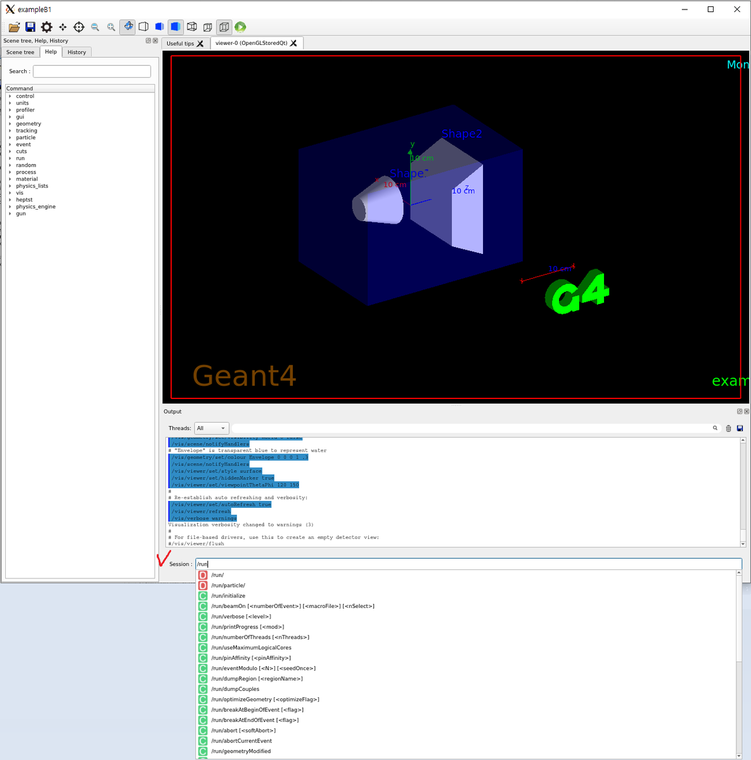 exampleB1
Scene tree, Help, History
Scene tree
Help
History
Search :
Command
control
units
profiler
gui
geometry
tracking
particle
event
cuts
run
random
process
material
physics_lists
vis
heptst
physics_engine
gun
Useful tips
viewer-0 (OpenGLStoredQt)
Mon
Shape2
y
10 cm
Shape
10 cm
z
10 cm
10 cm
G4
Geant4
exam
Output
Threads: All
/vis/scene/notifyHandlers
# "Envelope" is transparent blue to represent water
/vis/geometry/set/colour Envelope 0 0 0 1 .3
/vis/scene/notifyHandlers
/vis/viewer/set/style surface
/vis/viewer/set/hiddenMarker true
/vis/viewer/set/viewpointThetaPhi 120 150
#
# Re-establish auto refreshing and verbosity:
/vis/viewer/set/autoRefresh true
/vis/viewer/refresh
/vis/verbose warnings
Visualization verbosity changed to warnings (3)
#
# For file-based drivers, use this to create an empty detector view:
#/vis/viewer/flush
Session : /run
D /run/
D /run/particle/
C /run/initialize
C /run/beamOn [<numberOfEvent>] [<macroFile>] [<nSelect>]
C /run/verbose [<level>]
C /run/printProgress [<mod>]
C /run/numberOfThreads [<nThreads>]
C /run/useMaximumLogicalCores
C /run/pinAffinity [<pinAffinity>]
C /run/eventModulo [<N>] [<seedOnce>]
C /run/dumpRegion [<regionName>]
C /run/dumpCouples
C /run/optimizeGeometry [<optimizeFlag>]
C /run/breakAtBeginOfEvent [<flag>]
C /run/breakAtEndOfEvent [<flag>]
C /run/abort [<softAbort>]
C /run/abortCurrentEvent
C /run/geometryModified